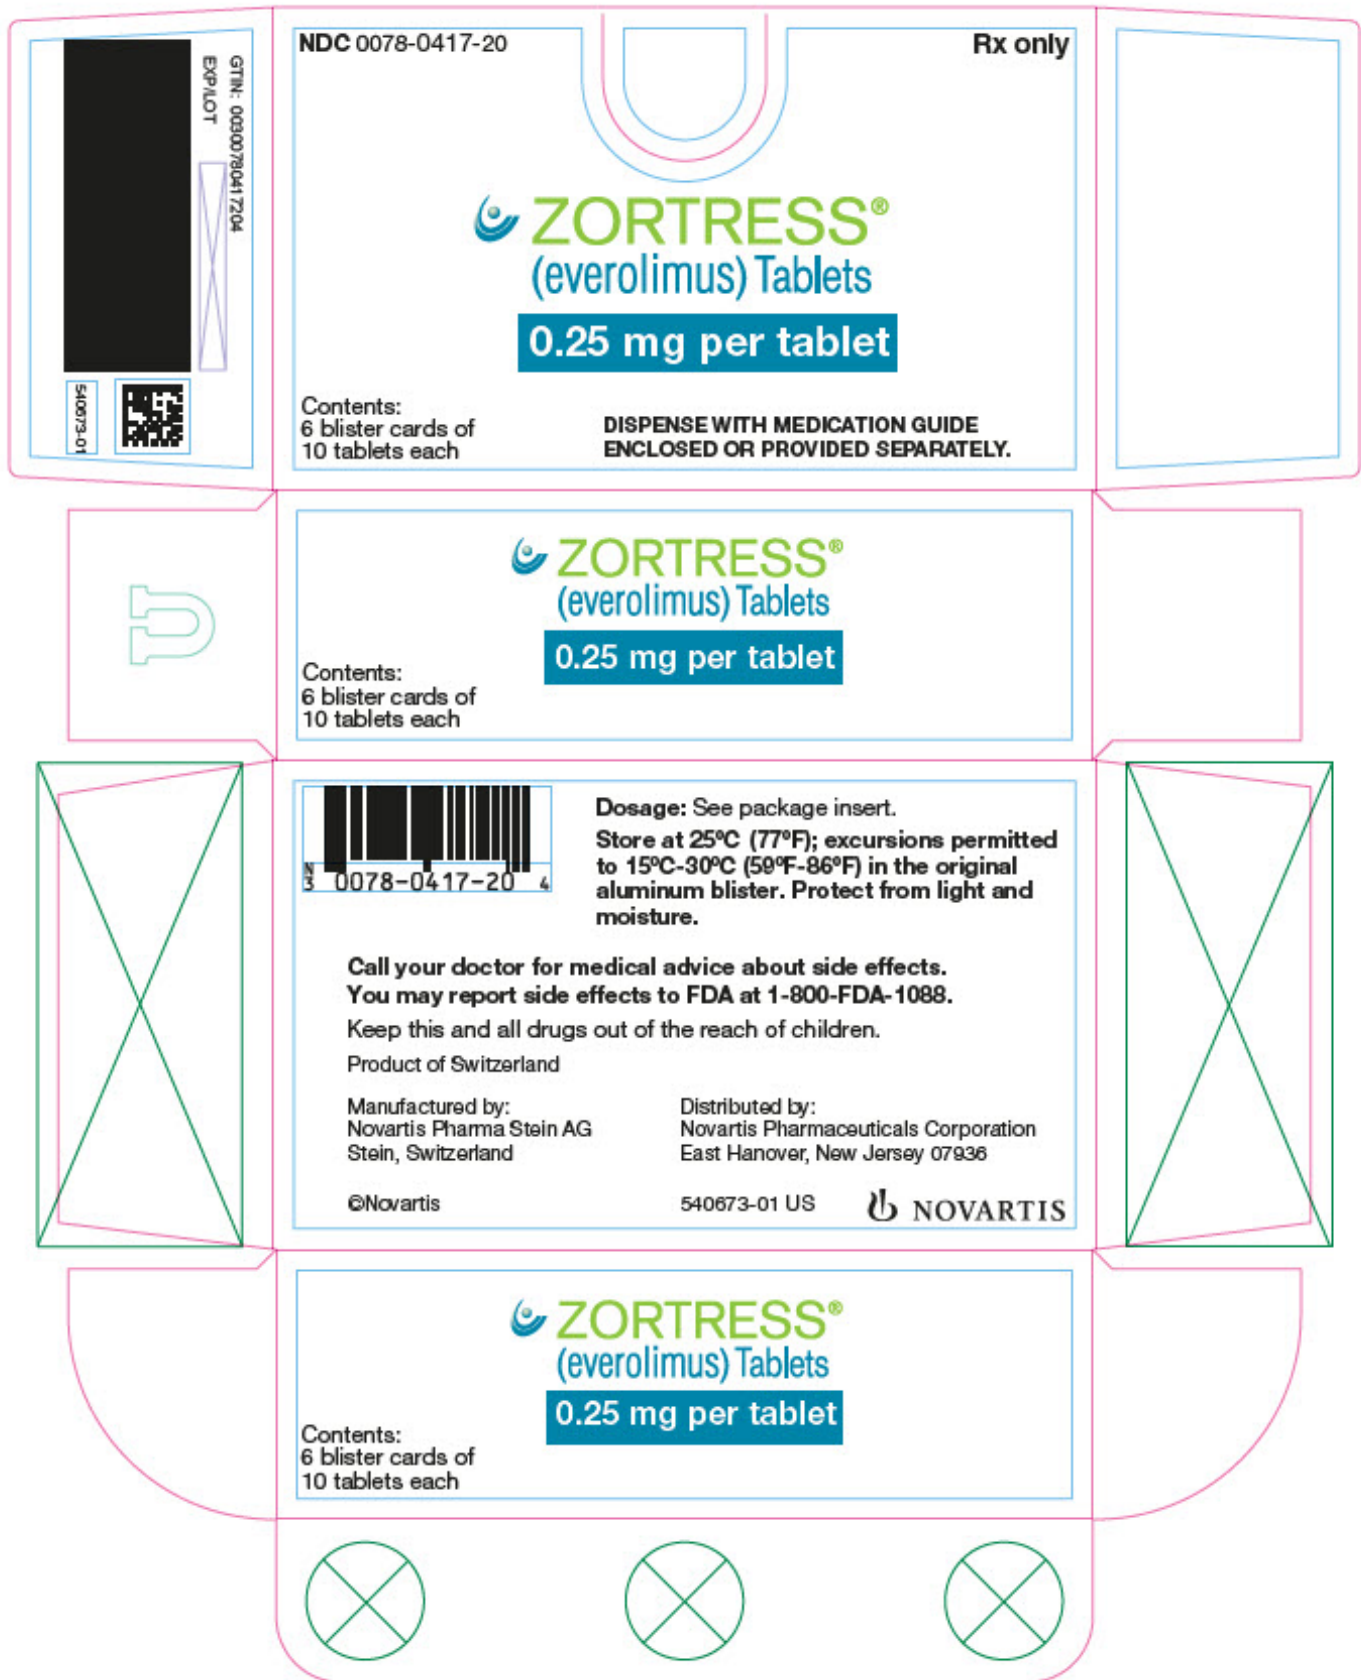 GTIN: 00300780417204
EXP/LOT
540673-01
NDC 0078-0417-20
Rx only
ZORTRESS®
(everolimus) Tablets
0.25 mg per tablet
Contents:
6 blister cards of
10 tablets each
DISPENSE WITH MEDICATION GUIDE
ENCLOSED OR PROVIDED SEPARATELY.
ZORTRESS®
(everolimus) Tablets
0.25 mg per tablet
Contents:
6 blister cards of
10 tablets each
N
3 0078-0417-20 4
Dosage: See package insert.
Store at 25ºC (77ºF); excursions permitted
to 15ºC-30ºC (59ºF-86ºF) in the original
aluminum blister. Protect from light and
moisture.
Call your doctor for medical advice about side effects.
You may report side effects to FDA at 1-800-FDA-1088.
Keep this and all drugs out of the reach of children.
Product of Switzerland
Manufactured by:
Novartis Pharma Stein AG
Stein, Switzerland
Distributed by:
Novartis Pharmaceuticals Corporation
East Hanover, New Jersey 07936
©Novartis
540673-01 US
NOVARTIS
ZORTRESS®
(everolimus) Tablets
0.25 mg per tablet
Contents:
6 blister cards of
10 tablets each
U